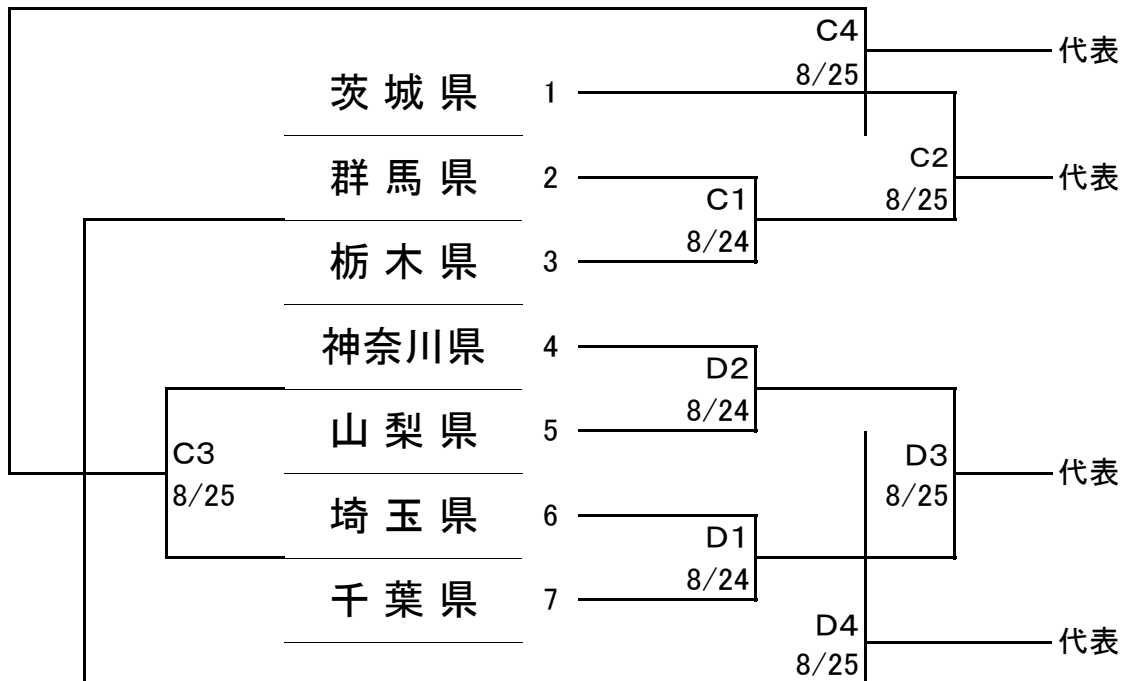 C4
代表
8/25
茨城県 1
C2
群馬県 2
代表
C1
8/25
8/24
栃木県 3
神奈川県 4
D2
8/24
山梨県 5
C3
D3
代表
8/25
8/25
埼玉県 6
D1
8/24
千葉県 7
D4
代表
8/25